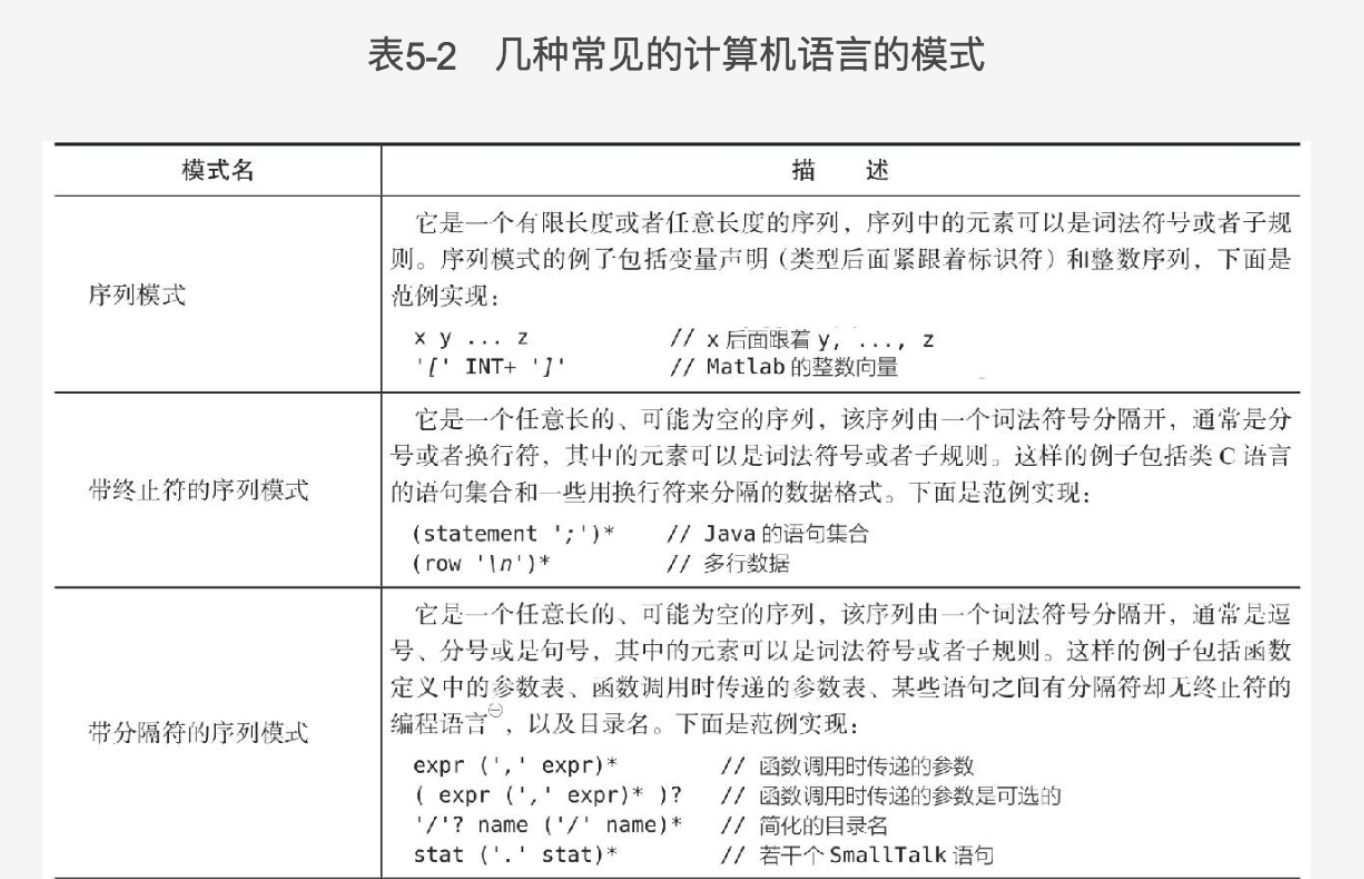 表5-2 几种常见的计算机语言的模式
模式名
描 述
序列模式
它是一个有限长度或者任意长度的序列，序列中的元素可以是词法符号或者子规
则。序列模式的例子包括变量声明（类型后面紧跟着标识符）和整数序列，下面是
范例实现：
x y ... z // x 后面跟着 y, ..., z
'[' INT+ ']' // Matlab 的整数向量
带终止符的序列模式
它是一个任意长的、可能为空的序列，该序列由一个词法符号分隔开，通常是分
号或者换行符，其中的元素可以是词法符号或者子规则。这样的例子包括类 C 语言
的语句集合和一些用换行符来分隔的数据格式。下面是范例实现：
(statement ';')* // Java 的语句集合
(row '\n')* // 多行数据
带分隔符的序列模式
它是一个任意长的、可能为空的序列，该序列由一个词法符号分隔开，通常是逗
号、分号或是句号，其中的元素可以是词法符号或者子规则。这样的例子包括函数
定义中的参数表、函数调用时传递的参数表、某些语句之间有分隔符却无终止符的
编程语言㊀，以及目录名。下面是范例实现：
expr (',' expr)* // 函数调用时传递的参数
( expr (',' expr)* )? // 函数调用时传递的参数是可选的
'/'? name ('/' name)* // 简化的目录名
stat ('.' stat)* // 若干个 SmallTalk 语句